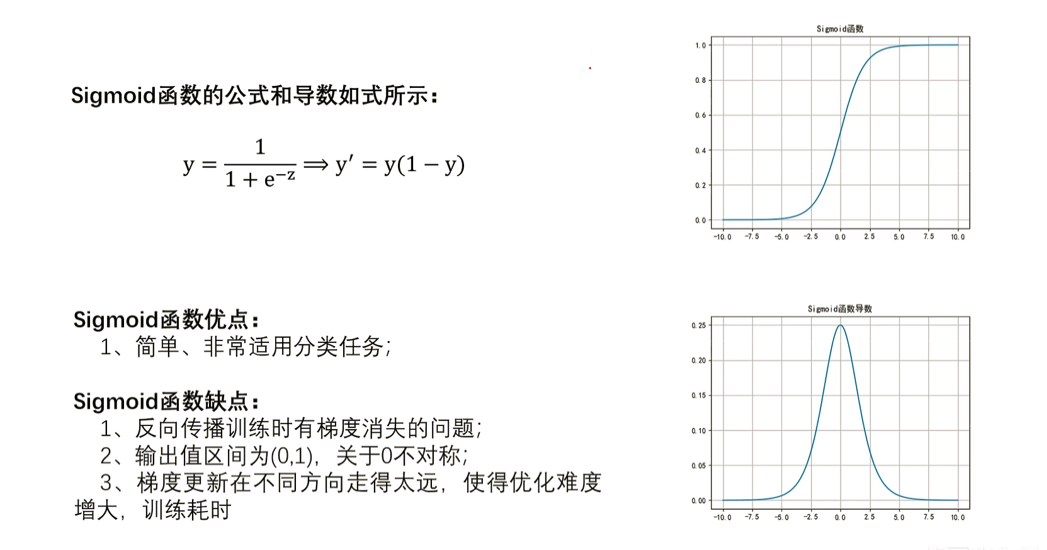 Sigmoid函数的公式和导数如式所示：
y = 1 / (1 + e^−z) ⟹ y′ = y(1 − y)
Sigmoid函数优点：
1、简单、非常适用分类任务；
Sigmoid函数缺点：
1、反向传播训练时有梯度消失的问题；
2、输出值区间为(0,1)，关于0不对称；
3、梯度更新在不同方向走得太远，使得优化难度
增大，训练耗时
Sigmoid函数
1.0
0.8
0.6
0.4
0.2
0.0
-10.0 -7.5 -5.0 -2.5 0.0 2.5 5.0 7.5 10.0
Sigmoid函数导数
0.25
0.20
0.15
0.10
0.05
0.00
-10.0 -7.5 -5.0 -2.5 0.0 2.5 5.0 7.5 10.0